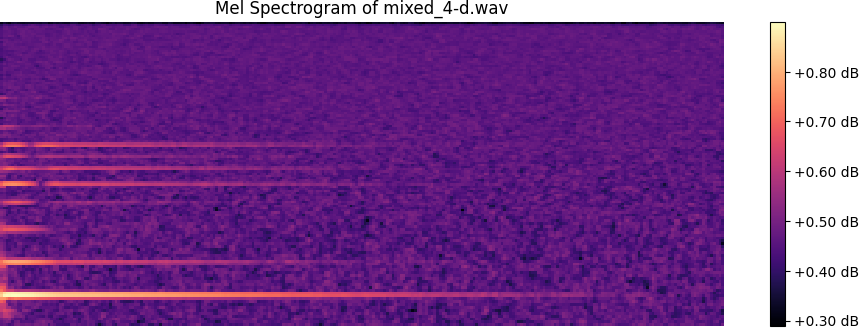 Mel Spectrogram of mixed_4-d.wav
+0.80 dB
+0.70 dB
+0.60 dB
+0.50 dB
+0.40 dB
+0.30 dB